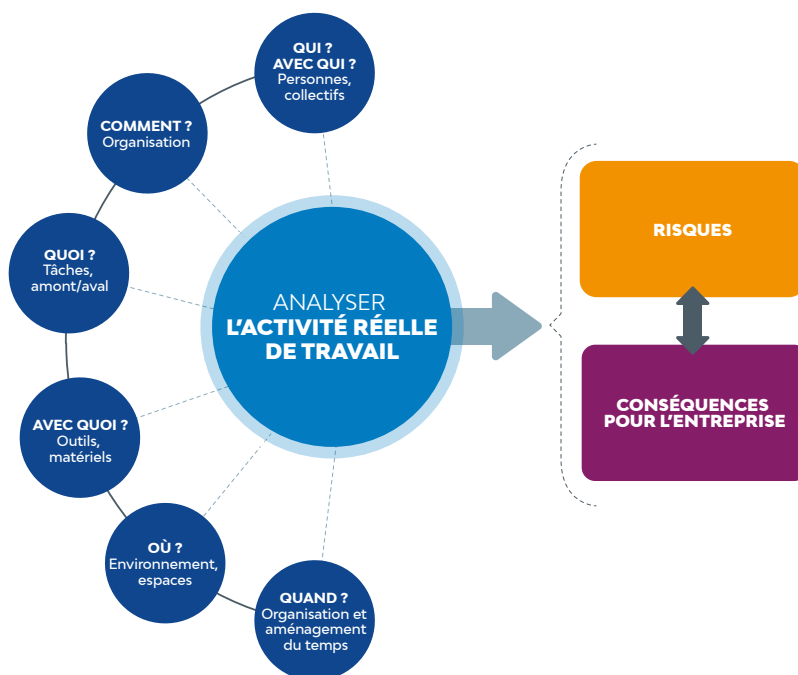 QUI ?
AVEC QUI ?
Personnes,
collectifs
COMMENT ?
Organisation
QUOI ?
Tâches,
amont/aval
AVEC QUOI ?
Outils,
matériels
OÙ ?
Environnement,
espaces
QUAND ?
Organisation et
aménagement
du temps
ANALYSER
L'ACTIVITÉ RÉELLE
DE TRAVAIL
RISQUES
CONSÉQUENCES
POUR L'ENTREPRISE